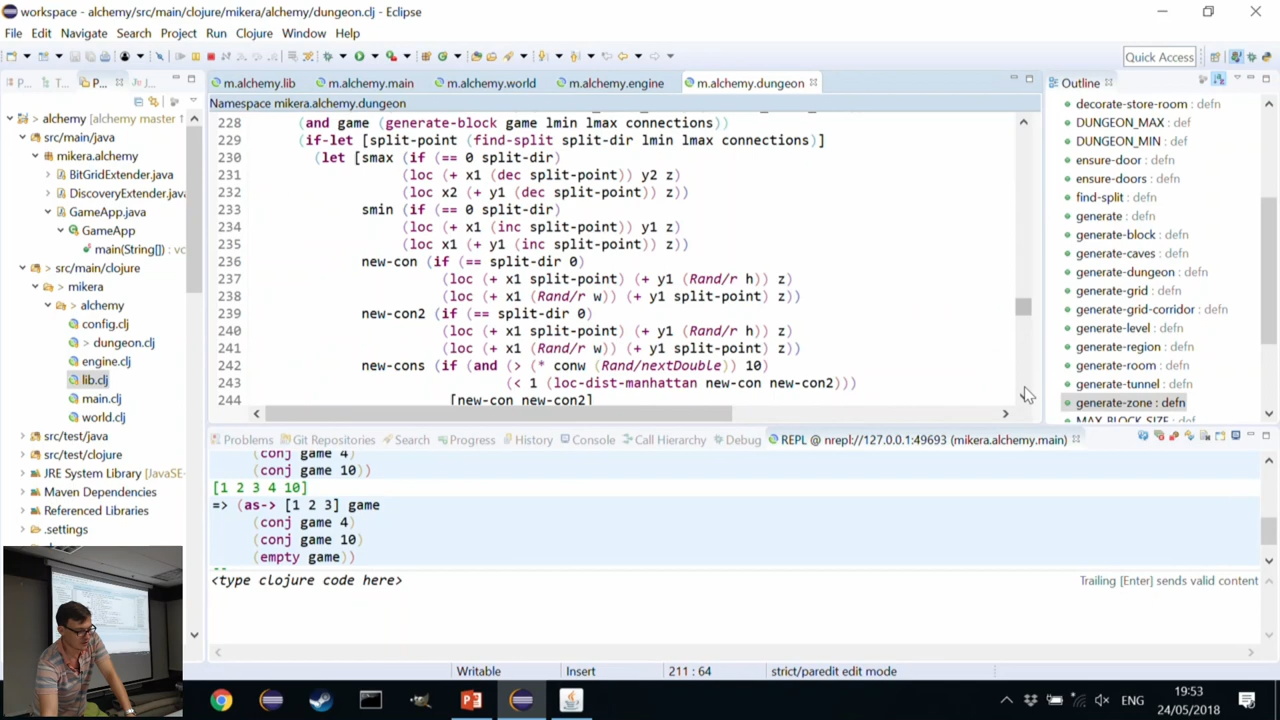 workspace - alchemy/src/main/clojure/mikera/alchemy/dungeon.clj - Eclipse
File Edit Navigate Search Project Run Clojure Window Help
Quick Access
P... T... P... J...
m.alchemy.lib m.alchemy.main m.alchemy.world m.alchemy.engine m.alchemy.dungeon
Outline
Namespace mikera.alchemy.dungeon
alchemy [alchemy master
src/main/java
mikera.alchemy
BitGridExtender.java
DiscoveryExtender.java
GameApp.java
GameApp
main(String[]) : vc
src/main/clojure
mikera
> alchemy
config.clj
> dungeon.clj
engine.clj
lib.clj
main.clj
world.clj
src/test/java
src/test/clojure
JRE System Library [JavaSE-
Maven Dependencies
Referenced Libraries
.settings
228 (and game (generate-block game lmin lmax connections))
229 (if-let [split-point (find-split split-dir lmin lmax connections)]
230 (let [smax (if (== 0 split-dir)
231 (loc (+ x1 (dec split-point)) y2 z)
232 (loc x2 (+ y1 (dec split-point)) z))
233 smin (if (== 0 split-dir)
234 (loc (+ x1 (inc split-point)) y1 z)
235 (loc x1 (+ y1 (inc split-point)) z))
236 new-con (if (== split-dir 0)
237 (loc (+ x1 split-point) (+ y1 (Rand/r h)) z)
238 (loc (+ x1 (Rand/r w)) (+ y1 split-point) z))
239 new-con2 (if (== split-dir 0)
240 (loc (+ x1 split-point) (+ y1 (Rand/r h)) z)
241 (loc (+ x1 (Rand/r w)) (+ y1 split-point) z))
242 new-cons (if (and (> (* conw (Rand/nextDouble)) 10)
243 (< 1 (loc-dist-manhattan new-con new-con2)))
244 [new-con new-con2]
decorate-store-room : defn
DUNGEON_MAX : def
DUNGEON_MIN : def
ensure-door : defn
ensure-doors : defn
find-split : defn
generate : defn
generate-block : defn
generate-caves : defn
generate-dungeon : defn
generate-grid : defn
generate-grid-corridor : defn
generate-level : defn
generate-region : defn
generate-room : defn
generate-tunnel : defn
generate-zone : defn
MAX_BLOCK_SIZE : def
Problems Git Repositories Search Progress History Console Call Hierarchy Debug REPL @ nrepl://127.0.0.1:49693 (mikera.alchemy.main)
(conj game 4)
(conj game 10))
[1 2 3 4 10]
=> (as-> [1 2 3] game
(conj game 4)
(conj game 10)
(empty game))
<type clojure code here>
Trailing [Enter] sends valid content
Writable Insert 211 : 64 strict/paredit edit mode
ENG
19:53
24/05/2018